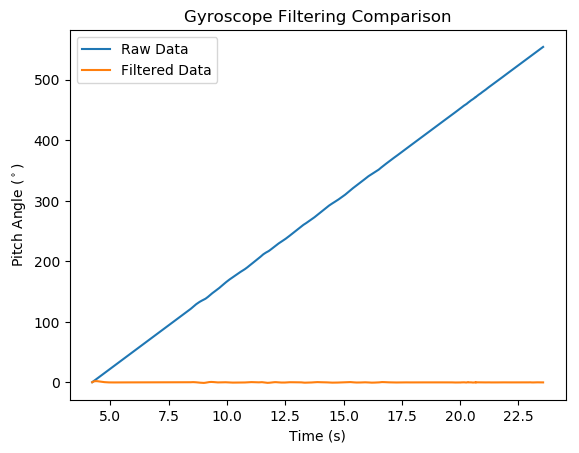 Gyroscope Filtering Comparison
Raw Data
Filtered Data
Pitch Angle (°)
500
400
300
200
100
0
5.0 7.5 10.0 12.5 15.0 17.5 20.0 22.5
Time (s)